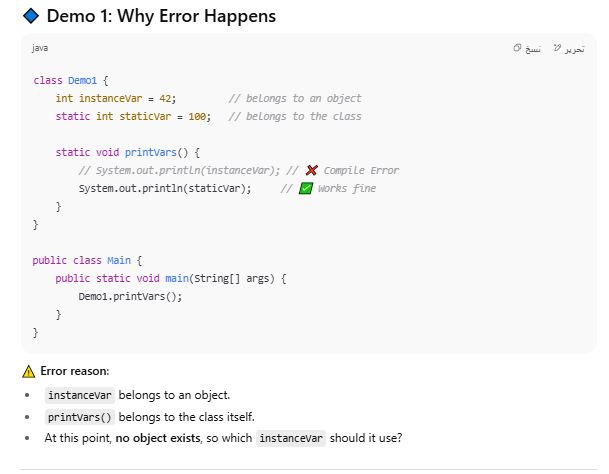 🔷 Demo 1: Why Error Happens
java
نسخ
تحرير
class Demo1 {
    int instanceVar = 42;         // belongs to an object
    static int staticVar = 100;   // belongs to the class
    static void printVars() {
        // System.out.println(instanceVar); // ❌ Compile Error
        System.out.println(staticVar);     // ✅ Works fine
    }
}
public class Main {
    public static void main(String[] args) {
        Demo1.printVars();
    }
}
⚠️ Error reason:
• instanceVar belongs to an object.
• printVars() belongs to the class itself.
• At this point, no object exists, so which instanceVar should it use?